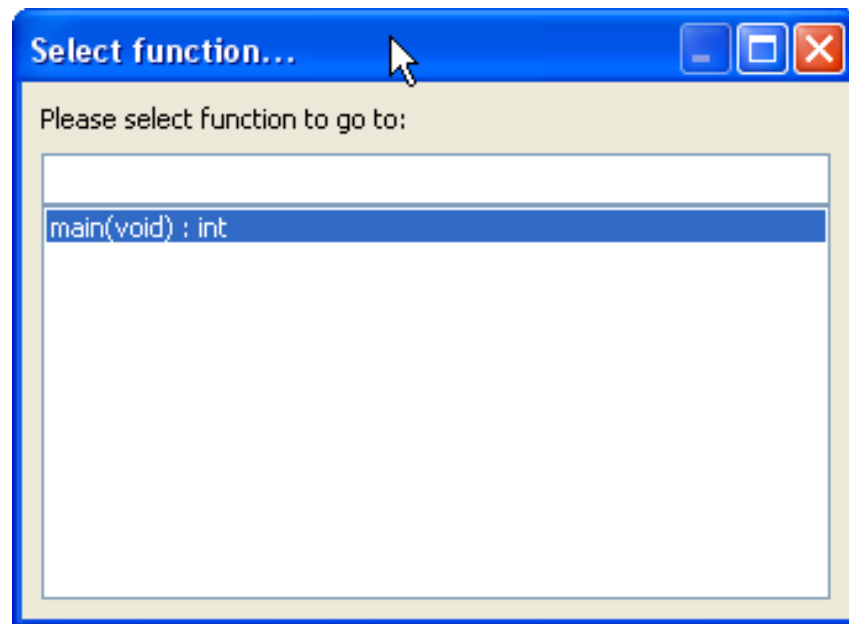 Select function...
Please select function to go to:
main(void) : int